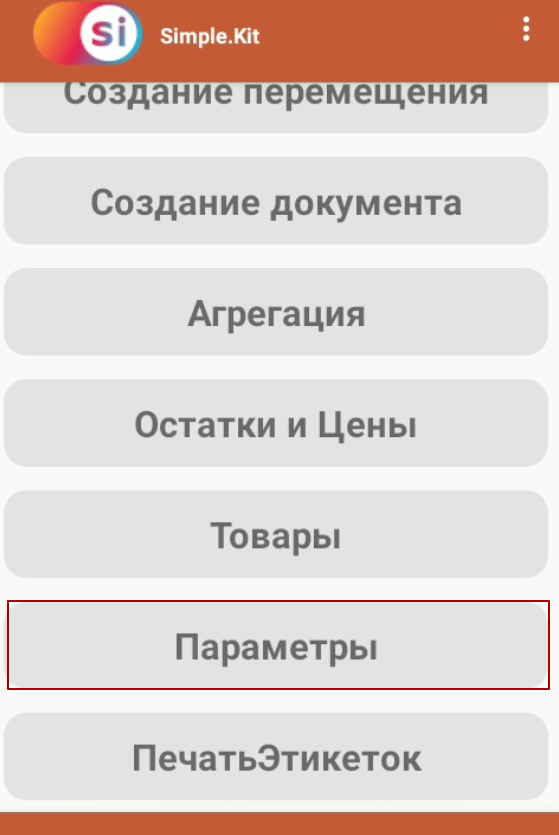 Si
Simple.Kit
Создание перемещения
Создание документа
Агрегация
Остатки и Цены
Товары
Параметры
ПечатьЭтикеток